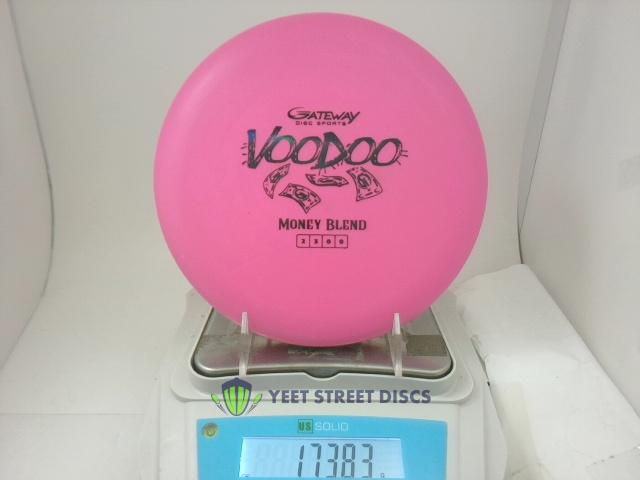 GATEWAY
DISC SPORTS
VOODOO
MONEY BLEND
2 3 0 0
YEET STREET DISCS
US SOLID
173.83 g